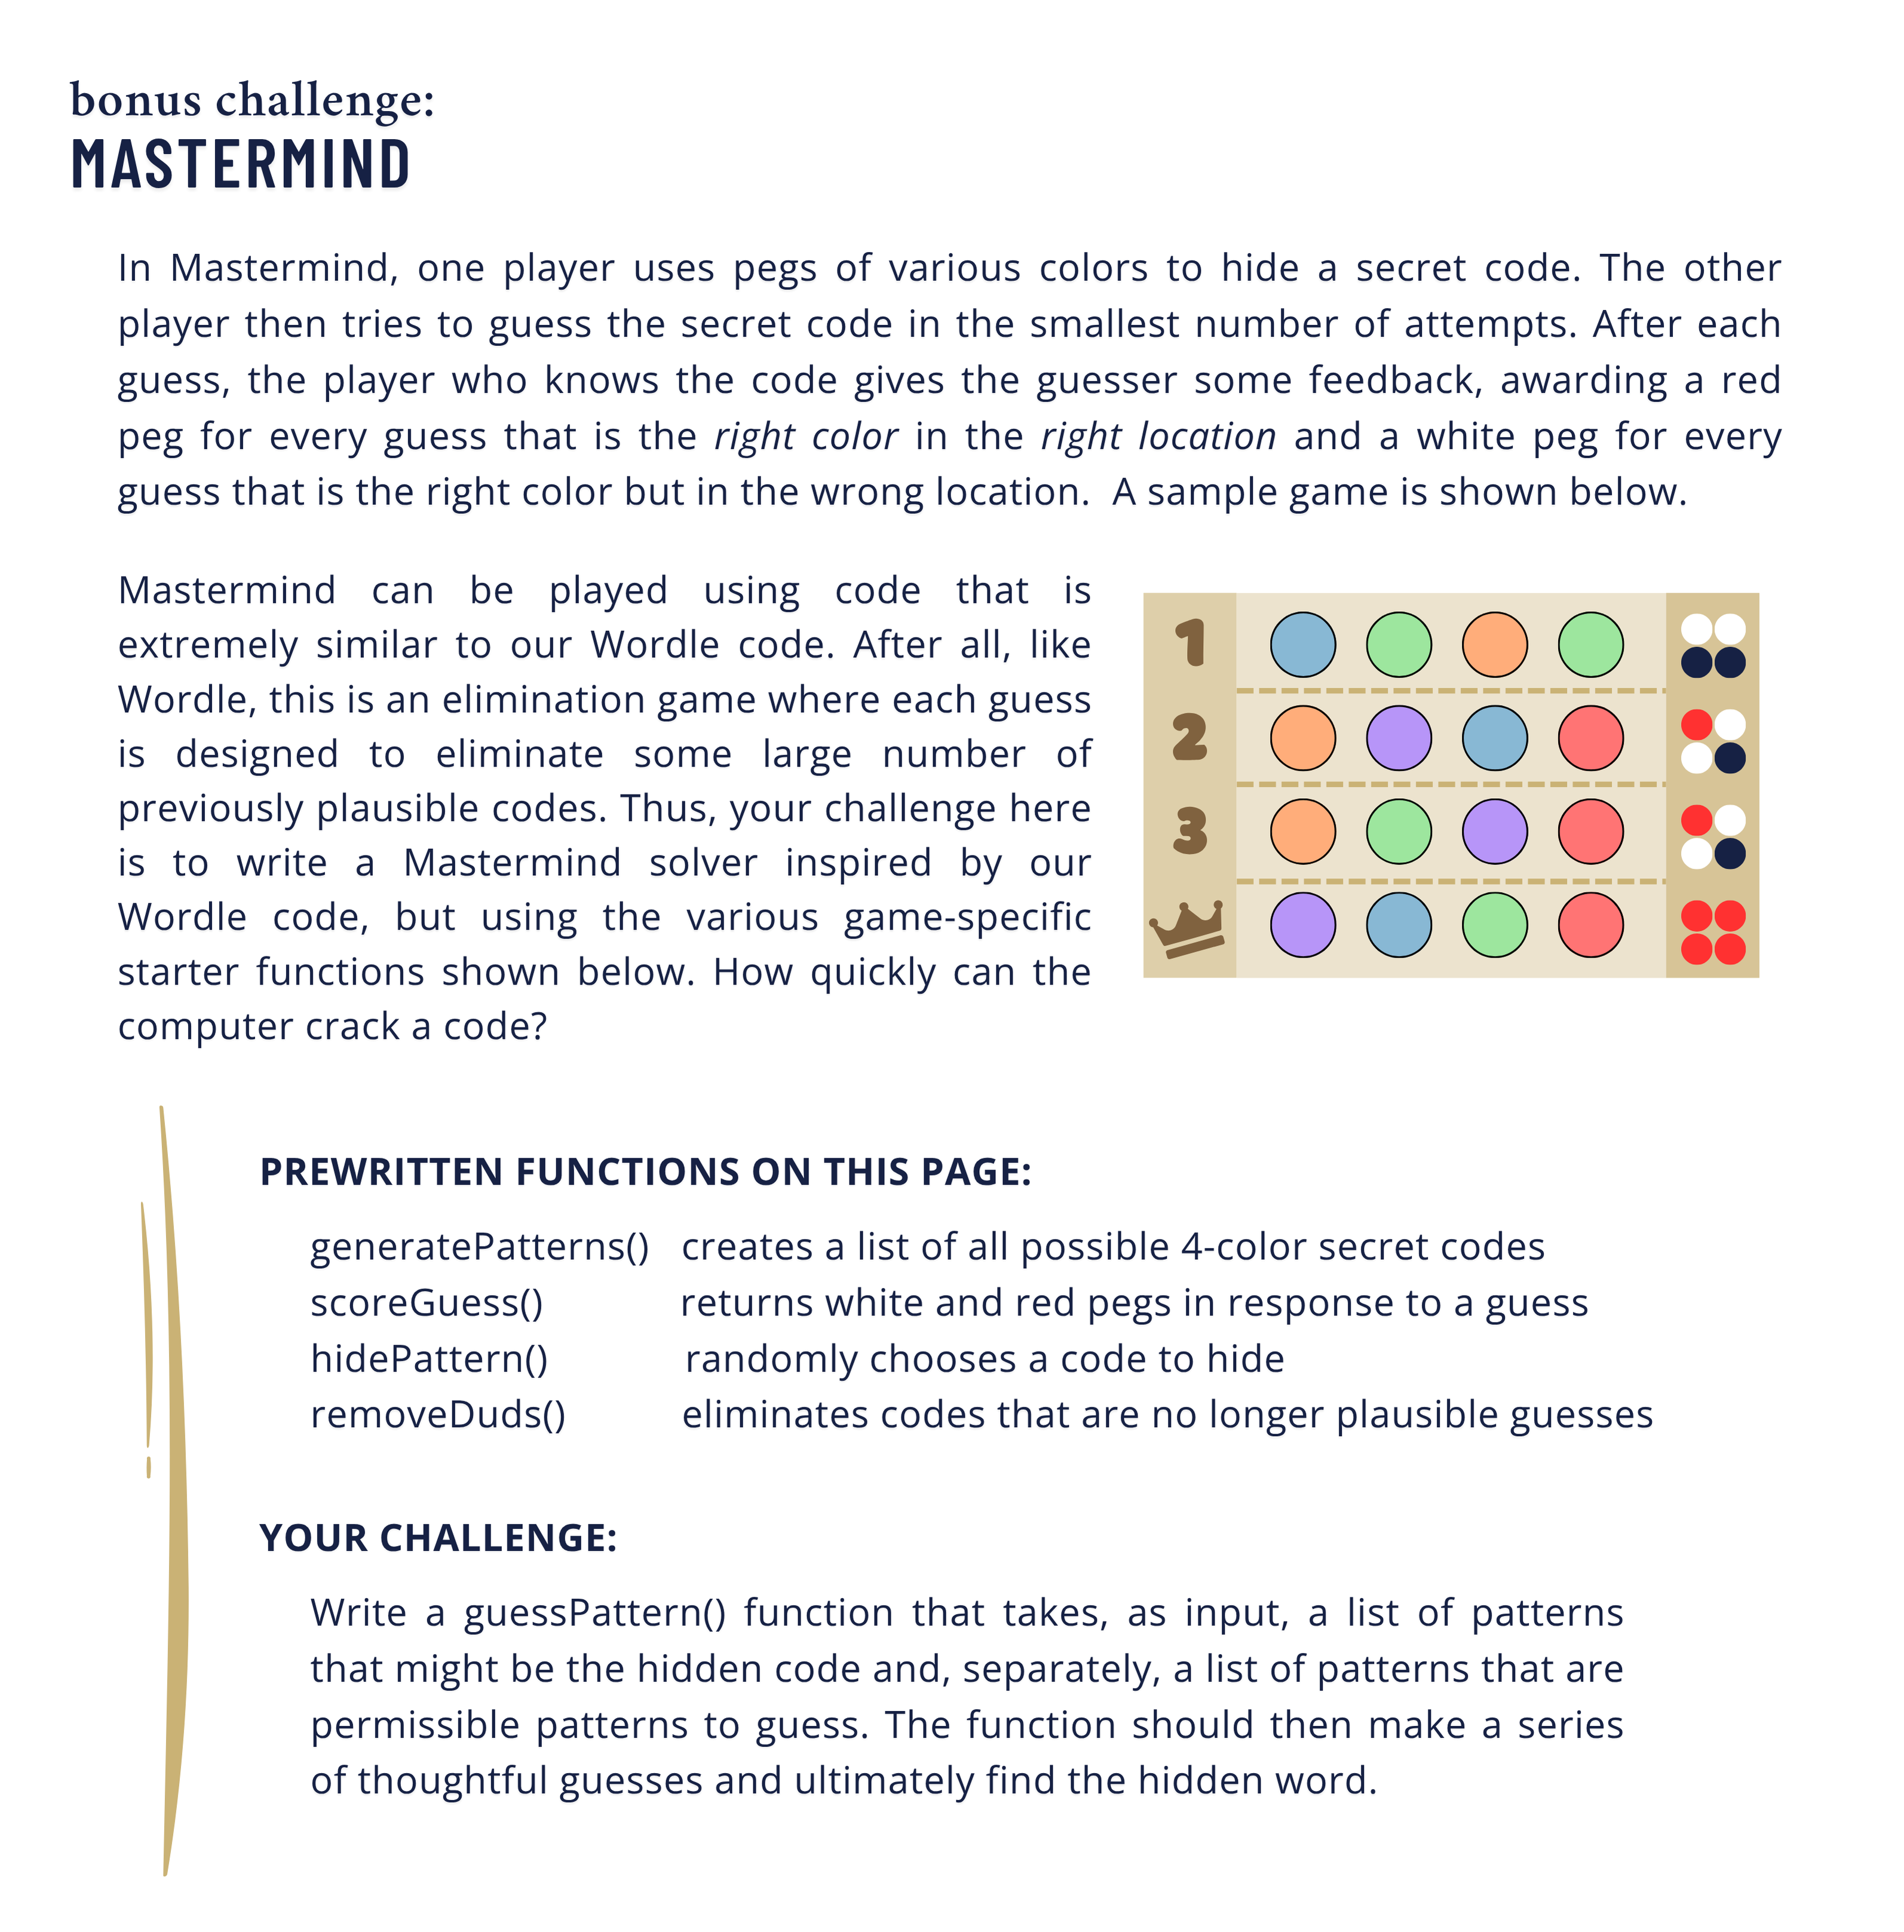 bonus challenge:
MASTERMIND
In Mastermind, one player uses pegs of various colors to hide a secret code. The other
player then tries to guess the secret code in the smallest number of attempts. After each
guess, the player who knows the code gives the guesser some feedback, awarding a red
peg for every guess that is the right color in the right location and a white peg for every
guess that is the right color but in the wrong location. A sample game is shown below.
Mastermind can be played using code that is
extremely similar to our Wordle code. After all, like
Wordle, this is an elimination game where each guess
is designed to eliminate some large number of
previously plausible codes. Thus, your challenge here
is to write a Mastermind solver inspired by our
Wordle code, but using the various game-specific
starter functions shown below. How quickly can the
computer crack a code?
1
2
3
PREWRITTEN FUNCTIONS ON THIS PAGE:
generatePatterns() creates a list of all possible 4-color secret codes
scoreGuess() returns white and red pegs in response to a guess
hidePattern() randomly chooses a code to hide
removeDuds() eliminates codes that are no longer plausible guesses
YOUR CHALLENGE:
Write a guessPattern() function that takes, as input, a list of patterns
that might be the hidden code and, separately, a list of patterns that are
permissible patterns to guess. The function should then make a series
of thoughtful guesses and ultimately find the hidden word.